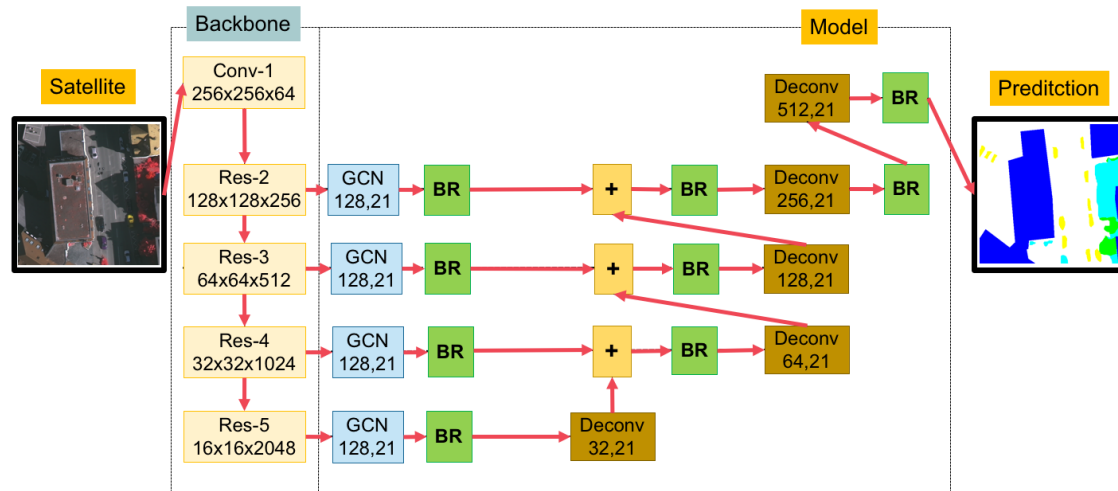 Backbone
Model
Satellite
Preditction
Conv-1
256x256x64
Deconv
512,21
BR
Res-2
128x128x256
GCN
128,21
BR
+
BR
Deconv
256,21
BR
Res-3
64x64x512
GCN
128,21
BR
+
BR
Deconv
128,21
Res-4
32x32x1024
GCN
128,21
BR
+
BR
Deconv
64,21
Res-5
16x16x2048
GCN
128,21
BR
Deconv
32,21